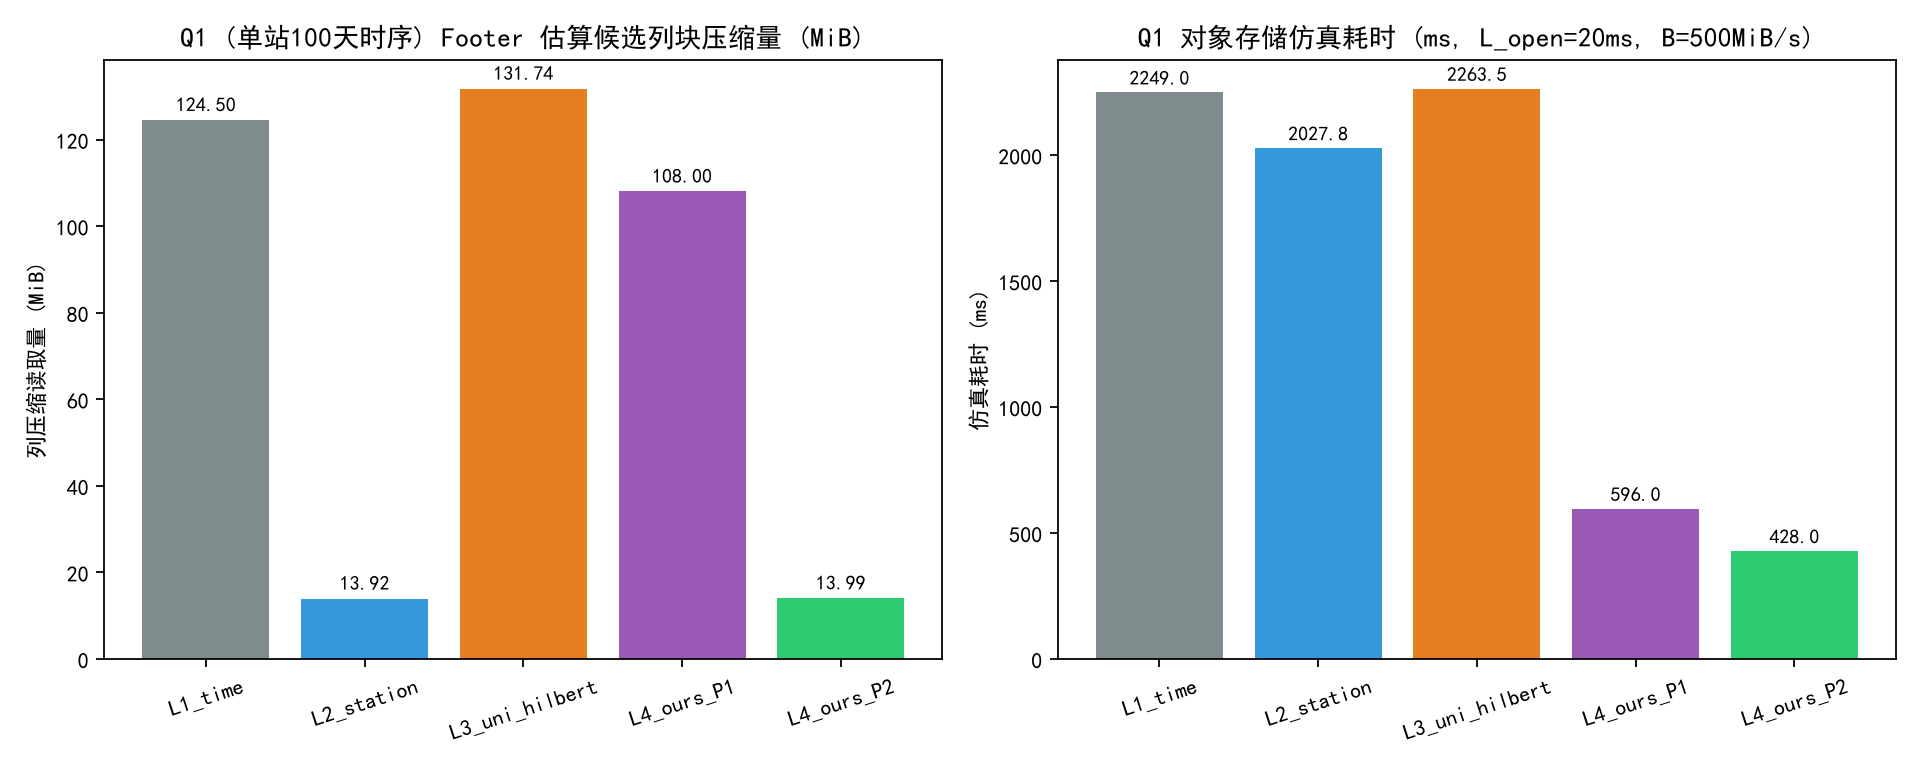 Q1 (单站100天时序) Footer 估算候选列块压缩量 (MiB)
列压缩读取量 (MiB)
120
100
80
60
40
20
0
124.50
13.92
131.74
108.00
13.99
L1_time
L2_station
L3_uni_hilbert
L4_ours_P1
L4_ours_P2
Q1 对象存储仿真耗时 (ms, L_open=20ms, B=500MiB/s)
仿真耗时 (ms)
2000
1500
1000
500
0
2249.0
2027.8
2263.5
596.0
428.0
L1_time
L2_station
L3_uni_hilbert
L4_ours_P1
L4_ours_P2